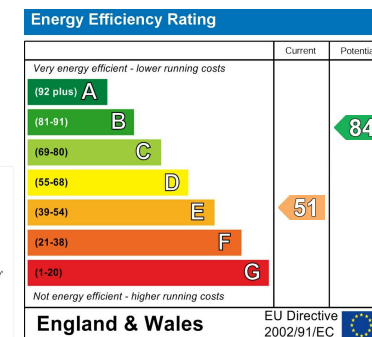 Energy Efficiency Rating
Current Potentia
Very energy efficient - lower running costs
(92 plus) A
(81-91) B
84
(69-80) C
(55-68) D
(39-54) E
51
(21-38) F
(1-20) G
Not energy efficient - higher running costs
England & Wales
EU Directive
2002/91/EC